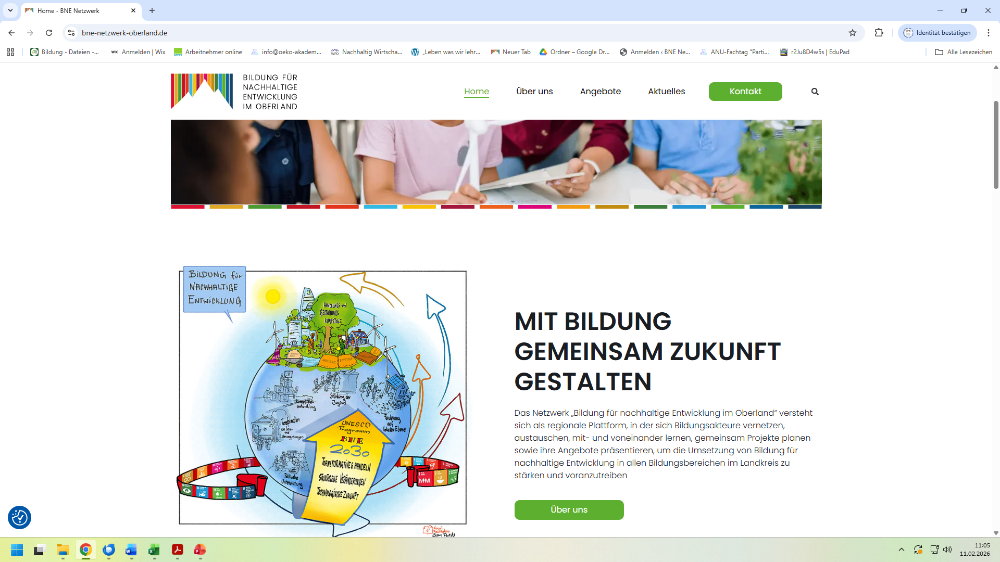 Home - BNE Netzwerk
bne-netzwerk-oberland.de
Identität bestätigen
Bildung - Dateien -...
WIX Anmelden | Wix
DATEV Arbeitnehmer online
info@oeko-akadem...
WFO Nachhaltig Wirtscha...
„Leben was wir lehr...
Neuer Tab
Ordner – Google Dr...
Anmelden ‹ BNE Ne...
ANU-Fachtag "Parti...
r2Ju8D4w5s | EduPad
Alle Lesezeichen
BILDUNG FÜR
NACHHALTIGE
ENTWICKLUNG
IM OBERLAND
Home
Über uns
Angebote
Aktuelles
Kontakt
BILDUNG für
NACHHALTIGE
ENTWICKLUNG
HANDLUNGS- und
GESTALTUNGS
KOMPETENZ
Kompetenz-
entwicklung
Stärkung der
Jugend
Transformation
von Lern-
und
Lehrumgebungen
Förderung
auf
lokaler Ebene
Politische
Unterstützung
UNESCO
Programm
BNE
2030
TRANSFORMATIVES HANDELN
STRUKTURELLE VERÄNDERUNGEN
TECHNOLOGISCHE ZUKUNFT
MIT BILDUNG
GEMEINSAM ZUKUNFT
GESTALTEN
Das Netzwerk „Bildung für nachhaltige Entwicklung im Oberland“ versteht
sich als regionale Plattform, in der sich Bildungsakteure vernetzen,
austauschen, mit- und voneinander lernen, gemeinsam Projekte planen
sowie ihre Angebote präsentieren, um die Umsetzung von Bildung für
nachhaltige Entwicklung in allen Bildungsbereichen im Landkreis zu
stärken und voranzutreiben
Über uns
11:05
11.02.2026